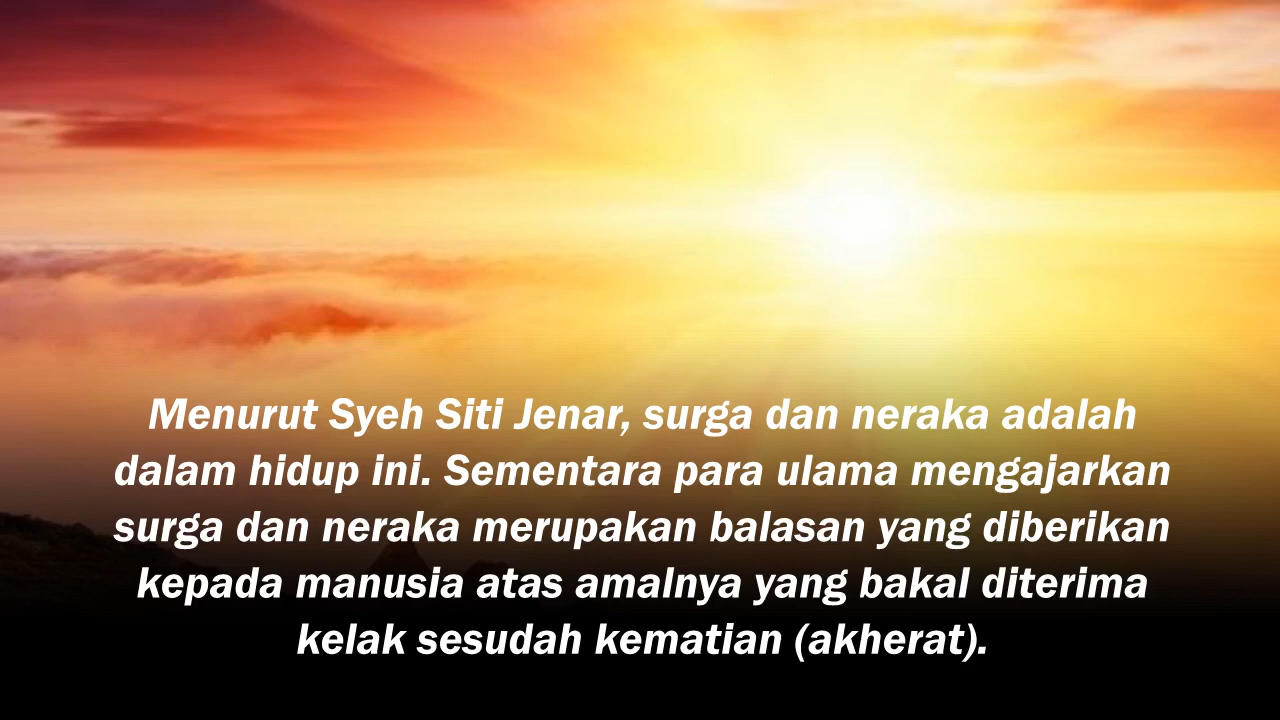 Menurut Syeh Siti Jenar, surga dan neraka adalah
dalam hidup ini. Sementara para ulama mengajarkan
surga dan neraka merupakan balasan yang diberikan
kepada manusia atas amalnya yang bakal diterima
kelak sesudah kematian (akherat).